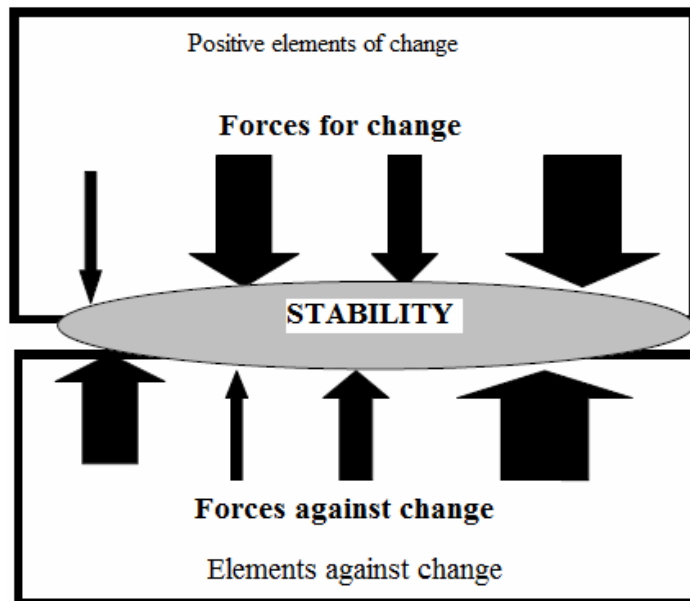 Positive elements of change
Forces for change
STABILITY
Forces against change
Elements against change